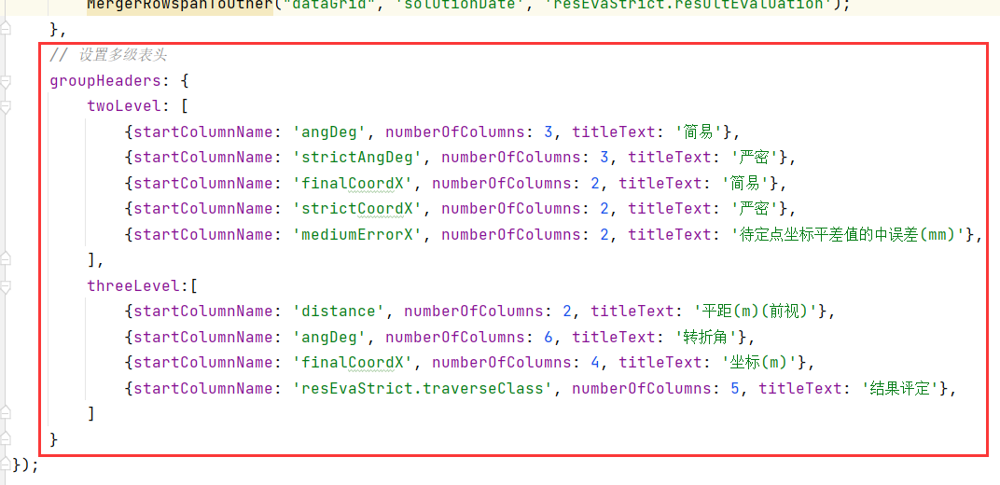 MergerRowspanToOther("dataGrid", 'solutionDate', 'resEvaStrict.resultEvaluation');
},
// 设置多级表头
groupHeaders: {
twoLevel: [
{startColumnName: 'angDeg', numberOfColumns: 3, titleText: '简易'},
{startColumnName: 'strictAngDeg', numberOfColumns: 3, titleText: '严密'},
{startColumnName: 'finalCoordX', numberOfColumns: 2, titleText: '简易'},
{startColumnName: 'strictCoordX', numberOfColumns: 2, titleText: '严密'},
{startColumnName: 'mediumErrorX', numberOfColumns: 2, titleText: '待定点坐标平差值的中误差(mm)'},
],
threeLevel:[
{startColumnName: 'distance', numberOfColumns: 2, titleText: '平距(m)(前视)'},
{startColumnName: 'angDeg', numberOfColumns: 6, titleText: '转折角'},
{startColumnName: 'finalCoordX', numberOfColumns: 4, titleText: '坐标(m)'},
{startColumnName: 'resEvaStrict.traverseClass', numberOfColumns: 5, titleText: '结果评定'},
]
}
});